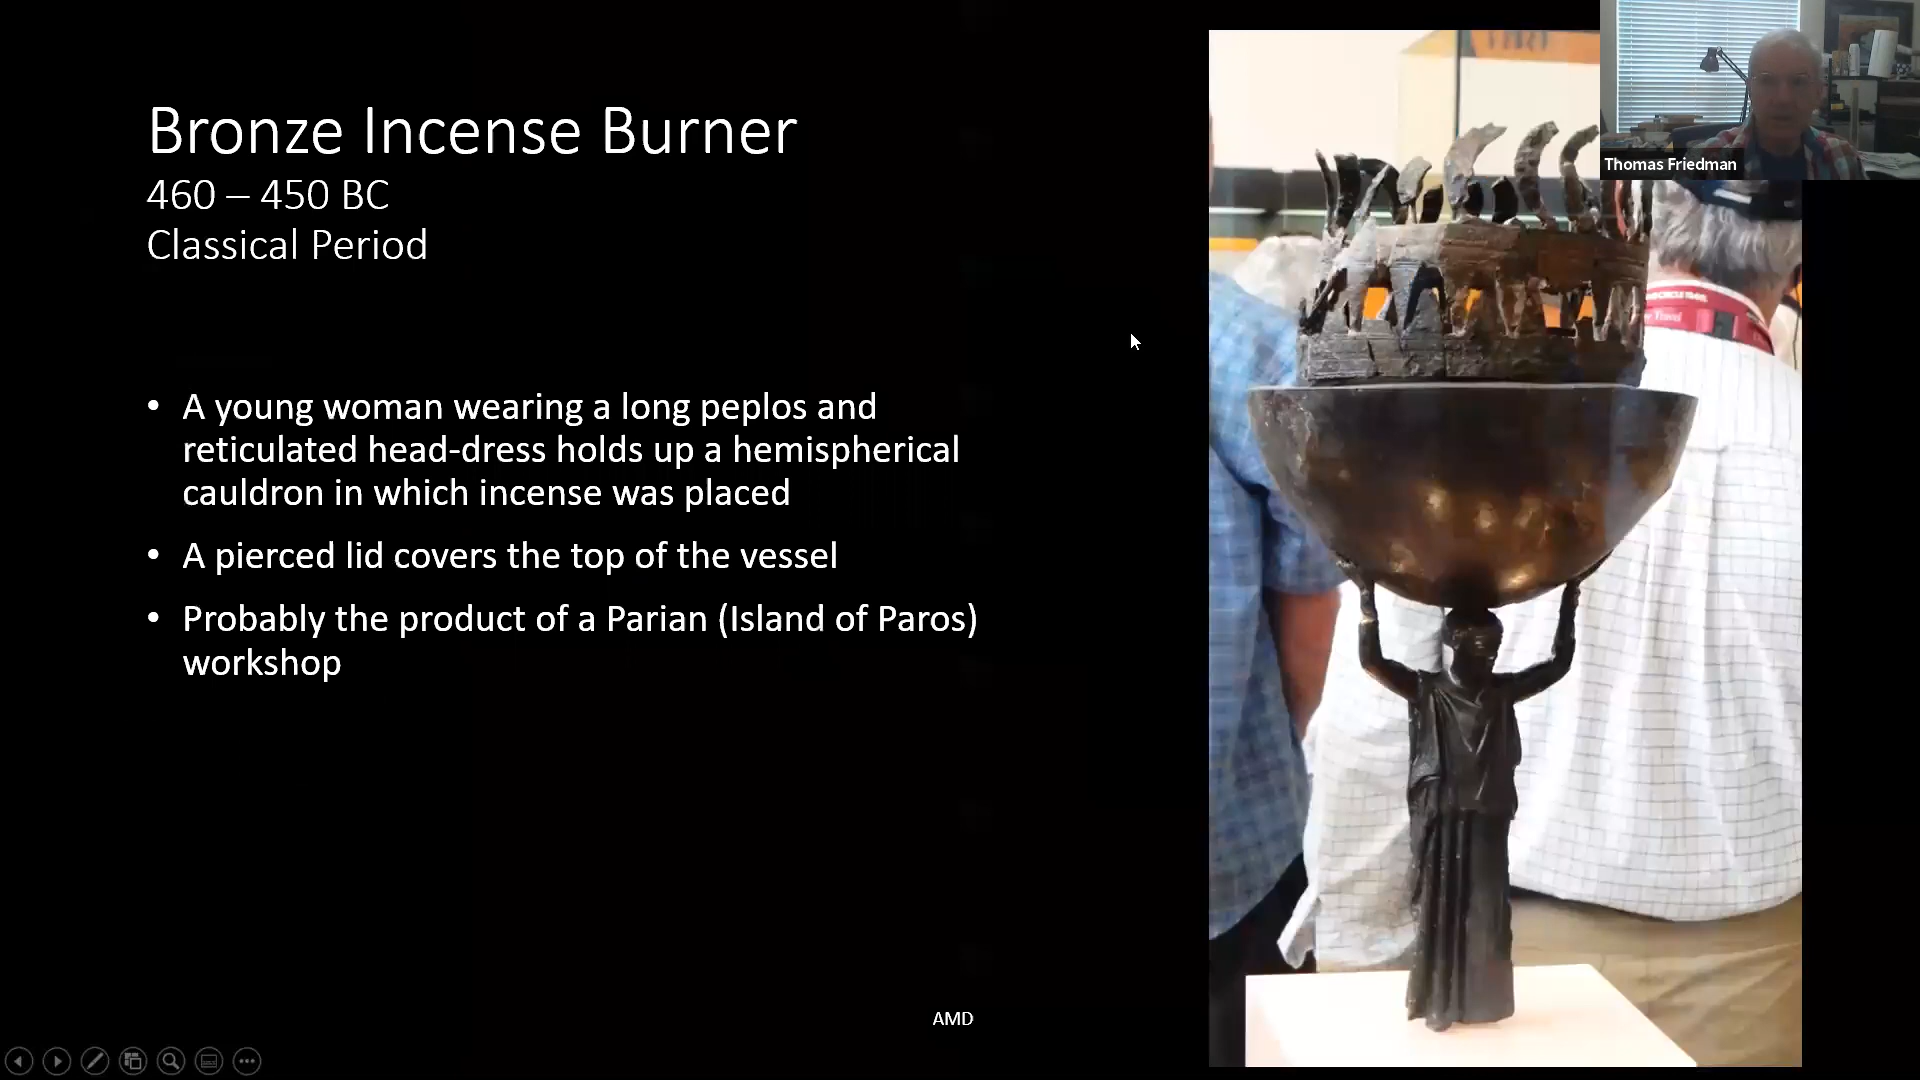 Bronze Incense Burner
460 – 450 BC
Classical Period
• A young woman wearing a long peplos and
reticulated head-dress holds up a hemispherical
cauldron in which incense was placed
• A pierced lid covers the top of the vessel
• Probably the product of a Parian (Island of Paros)
workshop
AMD
Thomas Friedman
Travel